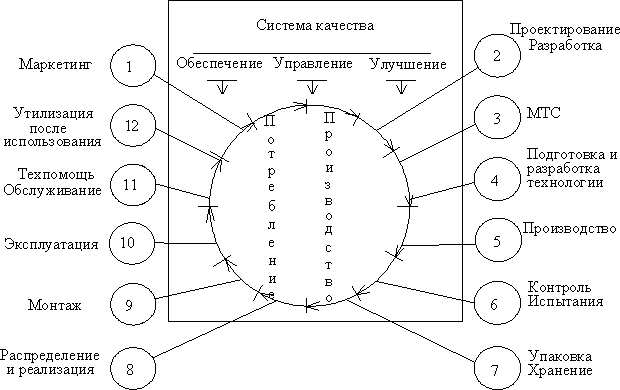 Система качества
Обеспечение Управление Улучшение
Маркетинг
1
2
Проектирование
Разработка
Утилизация
после
использования
12
3
МТС
Техпомощь
Обслуживание
11
4
Подготовка и
разработка
технологии
Эксплуатация
10
5
Производство
Монтаж
9
6
Контроль
Испытания
Распределение
и реализация
8
7
Упаковка
Хранение
Потребление
Производство